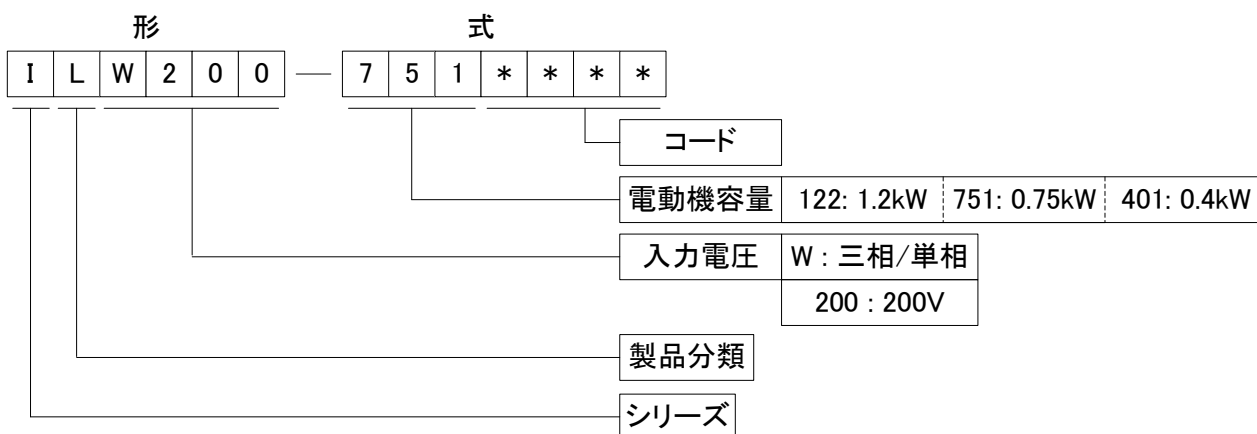 形 式
I L W 2 0 0 — 7 5 1 * * * *
コード
電動機容量 122: 1.2kW 751: 0.75kW 401: 0.4kW
入力電圧 W : 三相/単相
200 : 200V
製品分類
シリーズ